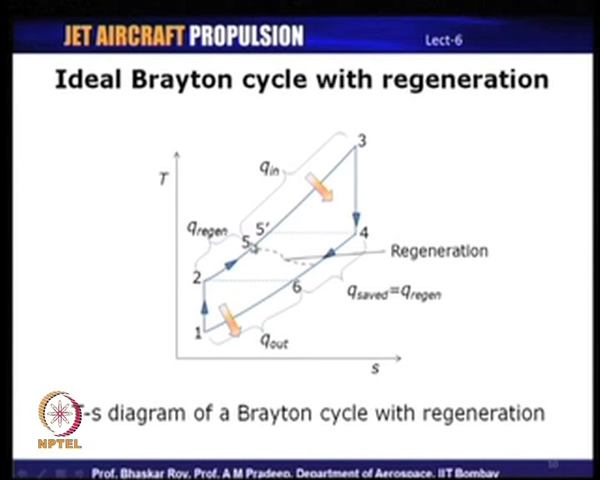 JET AIRCRAFT PROPULSION
Lect-6
Ideal Brayton cycle with regeneration
3
q_in
T
q_regen
5'
5
4
Regeneration
2
6
q_saved=q_regen
1
q_out
s
T-s diagram of a Brayton cycle with regeneration
NPTEL
10
Prof. Bhaskar Roy, Prof. A M Pradeep, Department of Aerospace, IIT Bombay